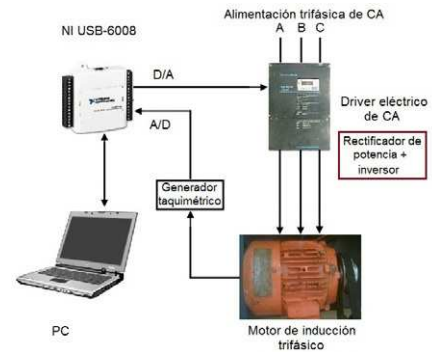 Alimentación trifásica de CA
A B C
NI USB-6008
D/A
A/D
Driver eléctrico
de CA
Rectificador de
potencia +
inversor
Generador
taquimétrico
PC
Motor de inducción
trifásico